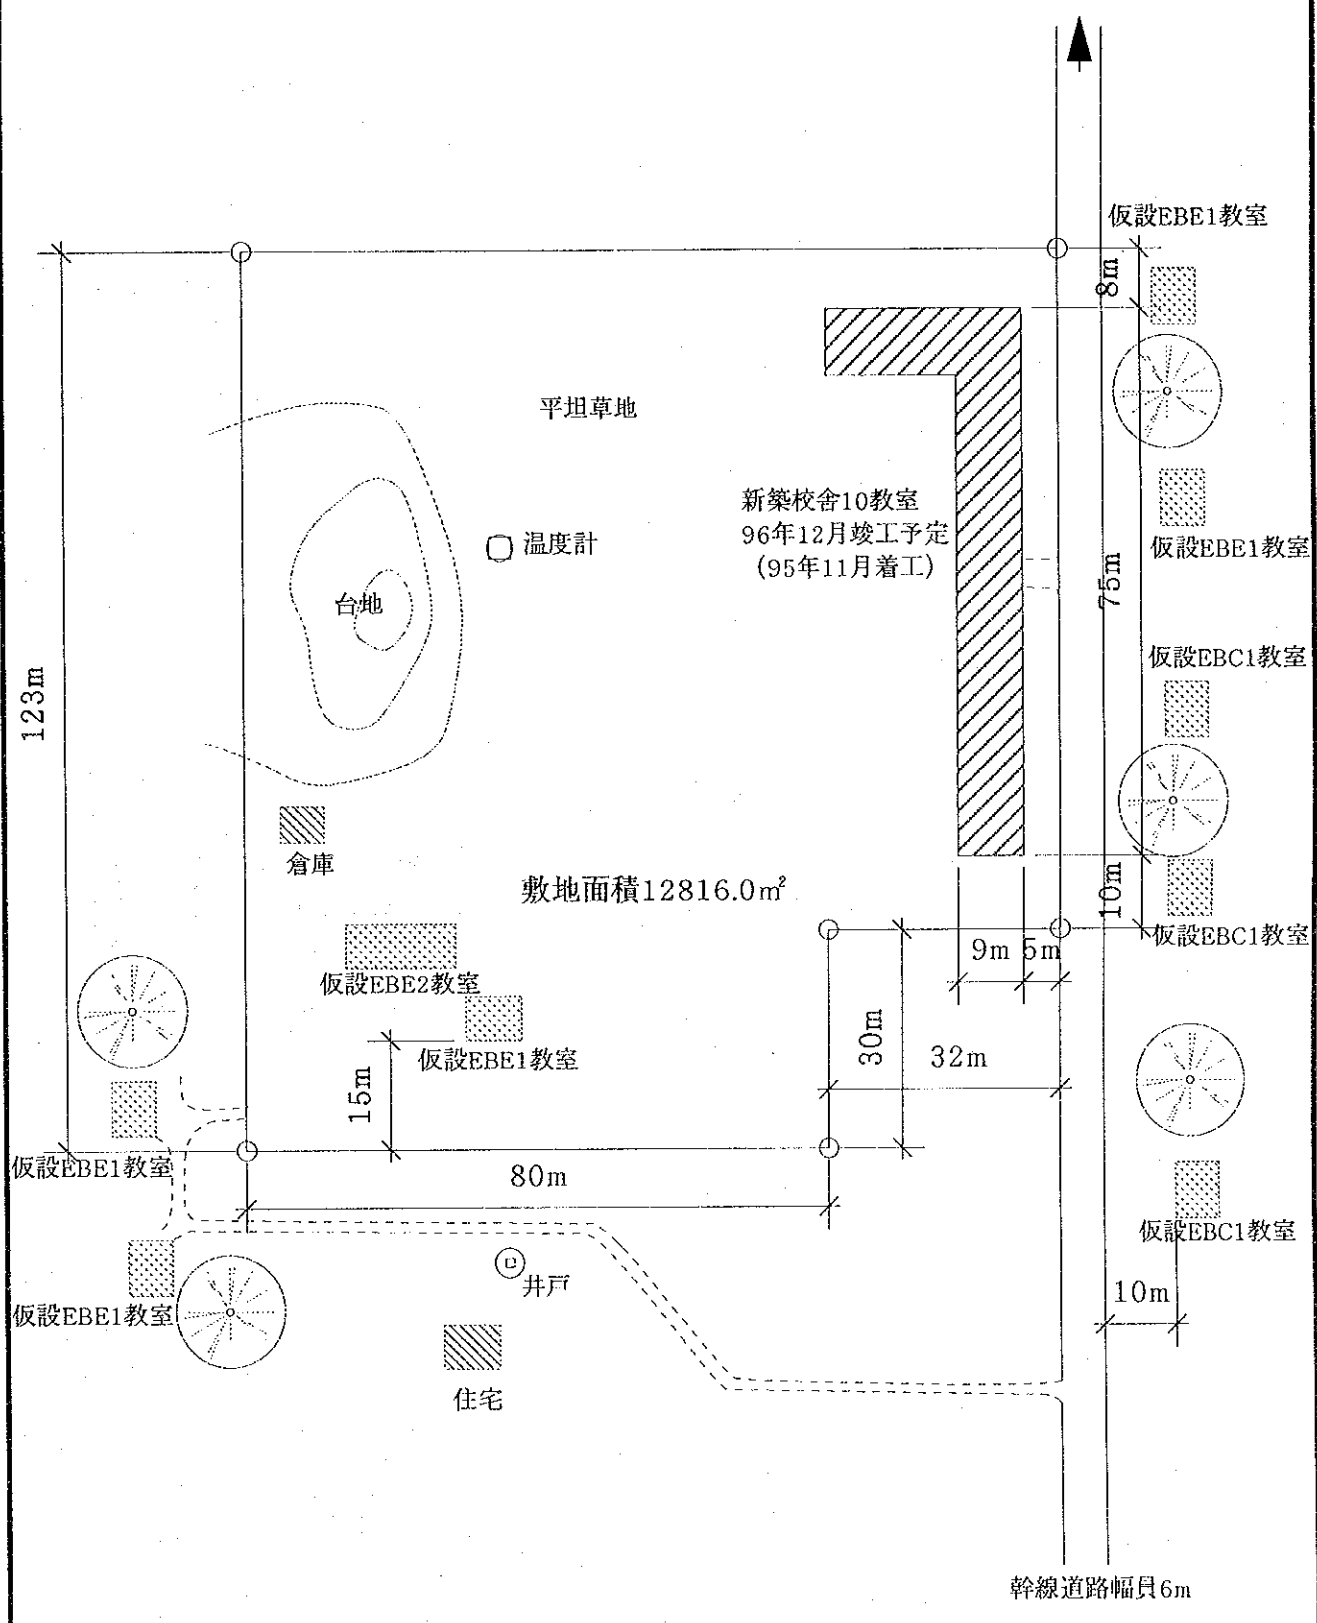 仮設EBE1教室
8m
平坦草地
新築校舎10教室
96年12月竣工予定
(95年11月着工)
温度計
仮設EBE1教室
75m
台地
仮設EBC1教室
123m
倉庫
敷地面積12816.0㎡
10m
仮設EBC1教室
9m
5m
仮設EBE2教室
30m
32m
仮設EBE1教室
15m
仮設EBE1教室
80m
仮設EBC1教室
井戸
10m
仮設EBE1教室
住宅
幹線道路幅員6m